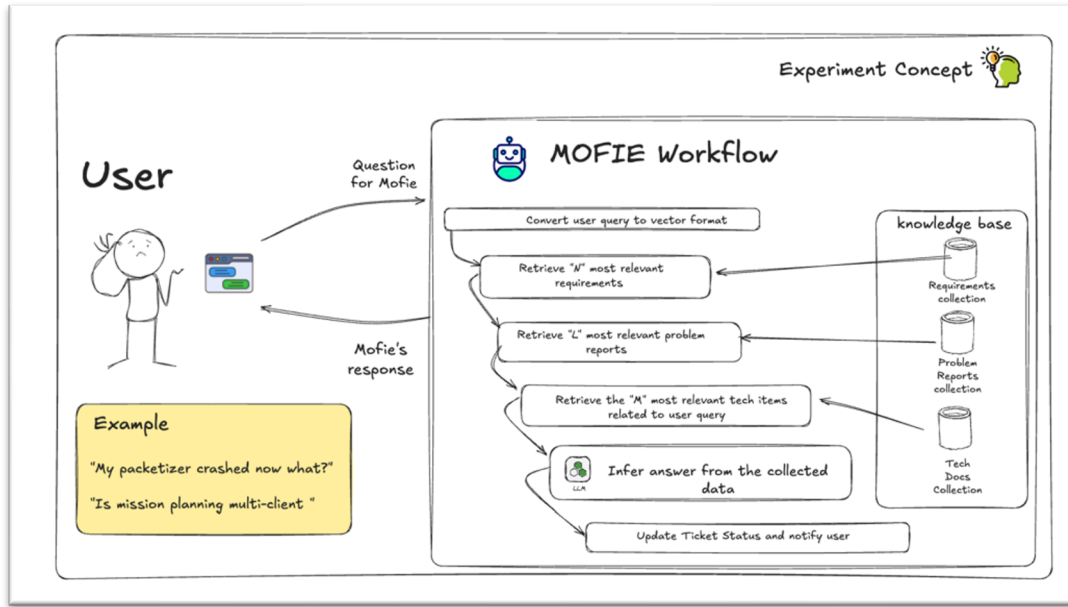 Experiment Concept
User
Question
for Mofie
Mofie's
response
Example
"My packetizer crashed now what?"
"Is mission planning multi-client "
MOFIE Workflow
Convert user query to vector format
Retrieve "N" most relevant
requirements
Retrieve "L" most relevant problem
reports
Retrieve the "M" most relevant tech items
related to user query
LLM
Infer answer from the collected
data
Update Ticket Status and notify user
knowledge base
Requirements
collection
Problem
Reports
collection
Tech
Docs
Collection